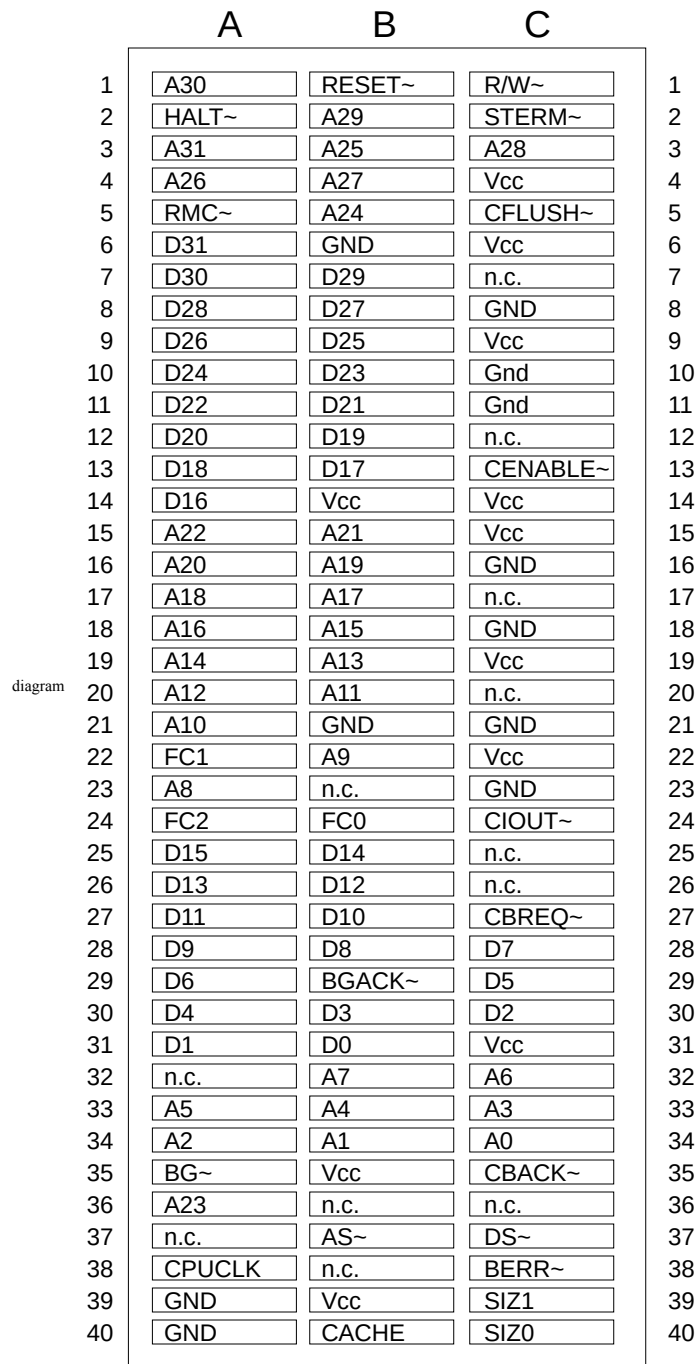 A B C
1 A30 RESET~ R/W~ 1
2 HALT~ A29 STERM~ 2
3 A31 A25 A28 3
4 A26 A27 Vcc 4
5 RMC~ A24 CFLUSH~ 5
6 D31 GND Vcc 6
7 D30 D29 n.c. 7
8 D28 D27 GND 8
9 D26 D25 Vcc 9
10 D24 D23 Gnd 10
11 D22 D21 Gnd 11
12 D20 D19 n.c. 12
13 D18 D17 CENABLE~ 13
14 D16 Vcc Vcc 14
15 A22 A21 Vcc 15
16 A20 A19 GND 16
17 A18 A17 n.c. 17
18 A16 A15 GND 18
19 A14 A13 Vcc 19
diagram
20 A12 A11 n.c. 20
21 A10 GND GND 21
22 FC1 A9 Vcc 22
23 A8 n.c. GND 23
24 FC2 FC0 CIOUT~ 24
25 D15 D14 n.c. 25
26 D13 D12 n.c. 26
27 D11 D10 CBREQ~ 27
28 D9 D8 D7 28
29 D6 BGACK~ D5 29
30 D4 D3 D2 30
31 D1 D0 Vcc 31
32 n.c. A7 A6 32
33 A5 A4 A3 33
34 A2 A1 A0 34
35 BG~ Vcc CBACK~ 35
36 A23 n.c. n.c. 36
37 n.c. AS~ DS~ 37
38 CPUCLK n.c. BERR~ 38
39 GND Vcc SIZ1 39
40 GND CACHE SIZ0 40